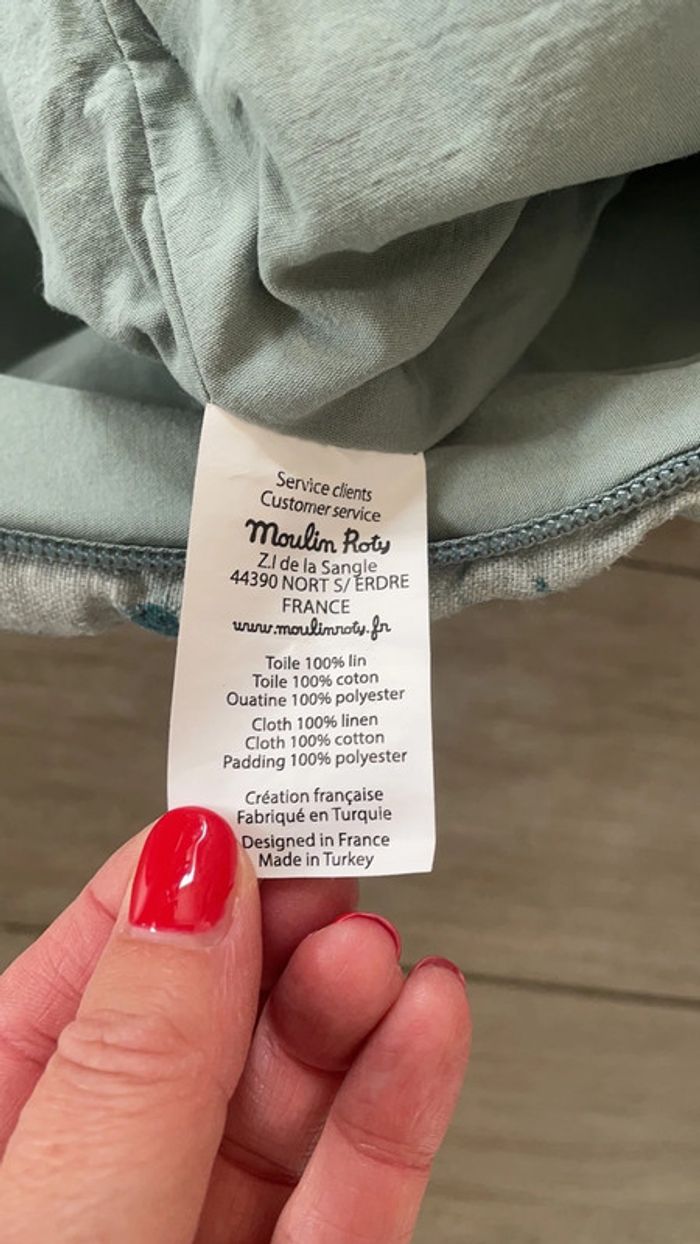 Service clients
Customer service
Moulin Roty
Z.I de la Sangle
44390 NORT S/ ERDRE
FRANCE
www.moulinroty.fr
Toile 100% lin
Toile 100% coton
Ouatine 100% polyester
Cloth 100% linen
Cloth 100% cotton
Padding 100% polyester
Création française
Fabriqué en Turquie
Designed in France
Made in Turkey